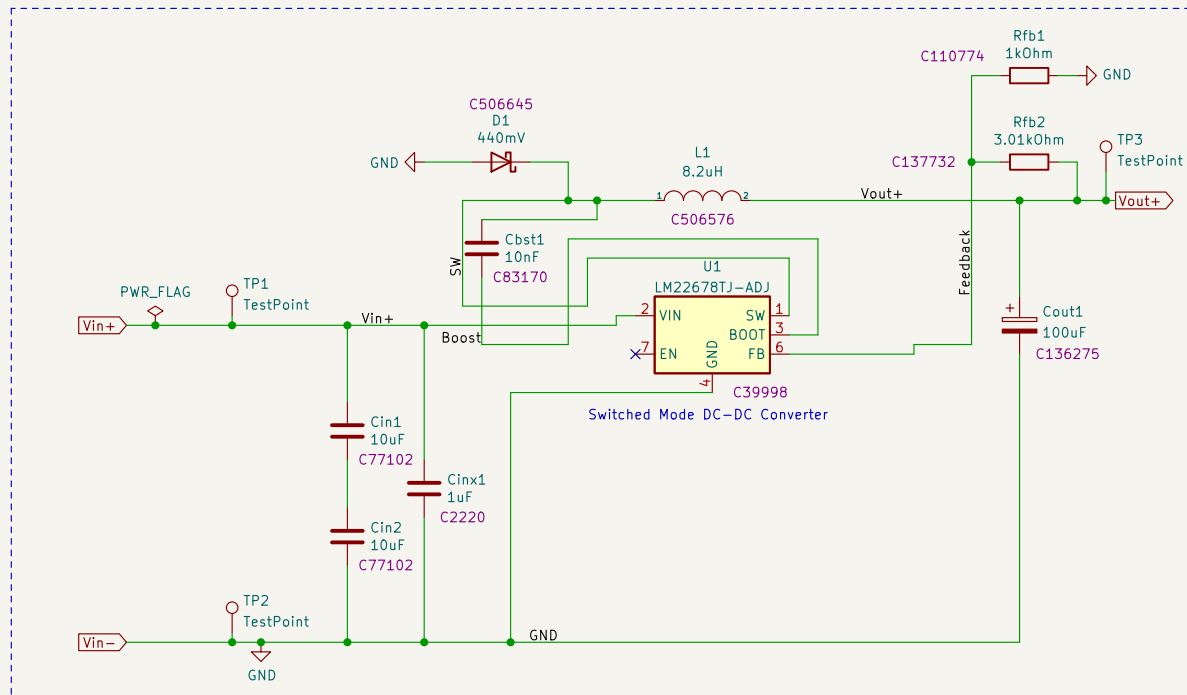 Rfb1
1kOhm
C110774
GND
C506645
D1
440mV
GND
Rfb2
3.01kOhm
C137732
TP3
TestPoint
L1
8.2uH
1
2
C506576
Vout+
Vout+
Cbst1
10nF
C83170
SW
Feedback
U1
LM22678TJ-ADJ
PWR_FLAG
TP1
TestPoint
Vin+
Vin+
Boost
2
VIN
SW
1
BOOT
3
7
EN
GND
FB
6
4
C39998
Switched Mode DC-DC Converter
+
Cout1
100uF
C136275
Cin1
10uF
C77102
Cinx1
1uF
C2220
Cin2
10uF
C77102
TP2
TestPoint
Vin-
GND
GND